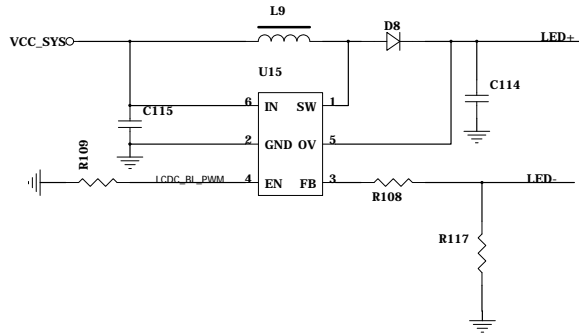 L9
D8
VCC_SYS
LED+
U15
C114
6 IN SW 1
C115
2 GND OV 5
R109
LCDC_BL_PWM
4 EN FB 3
LED-
R108
R117